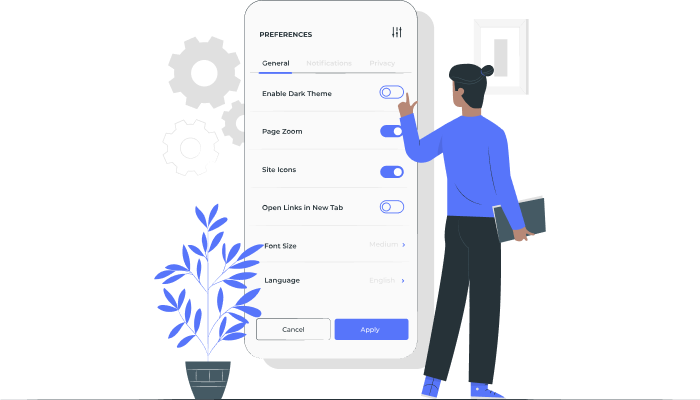 PREFERENCES
General Notifications Privacy
Enable Dark Theme
Page Zoom
Site Icons
Open Links in New Tab
Font Size Medium >
Language English >
Cancel Apply